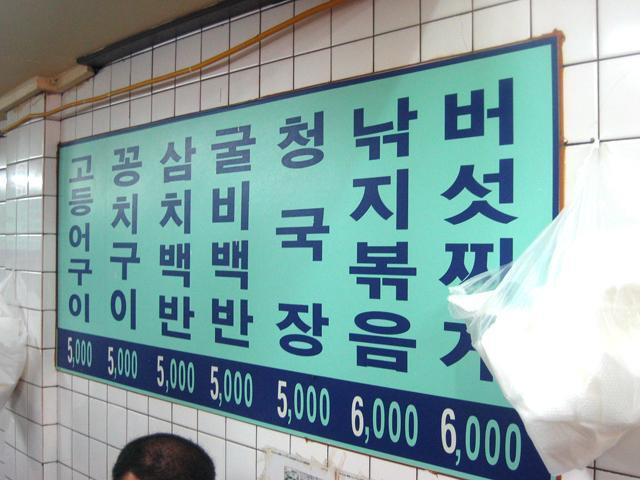 고등어구이 5,000
꽁치구이 5,000
삼치백반 5,000
굴비백반 5,000
청국장 5,000
낚지볶음 6,000
버섯찌개 6,000